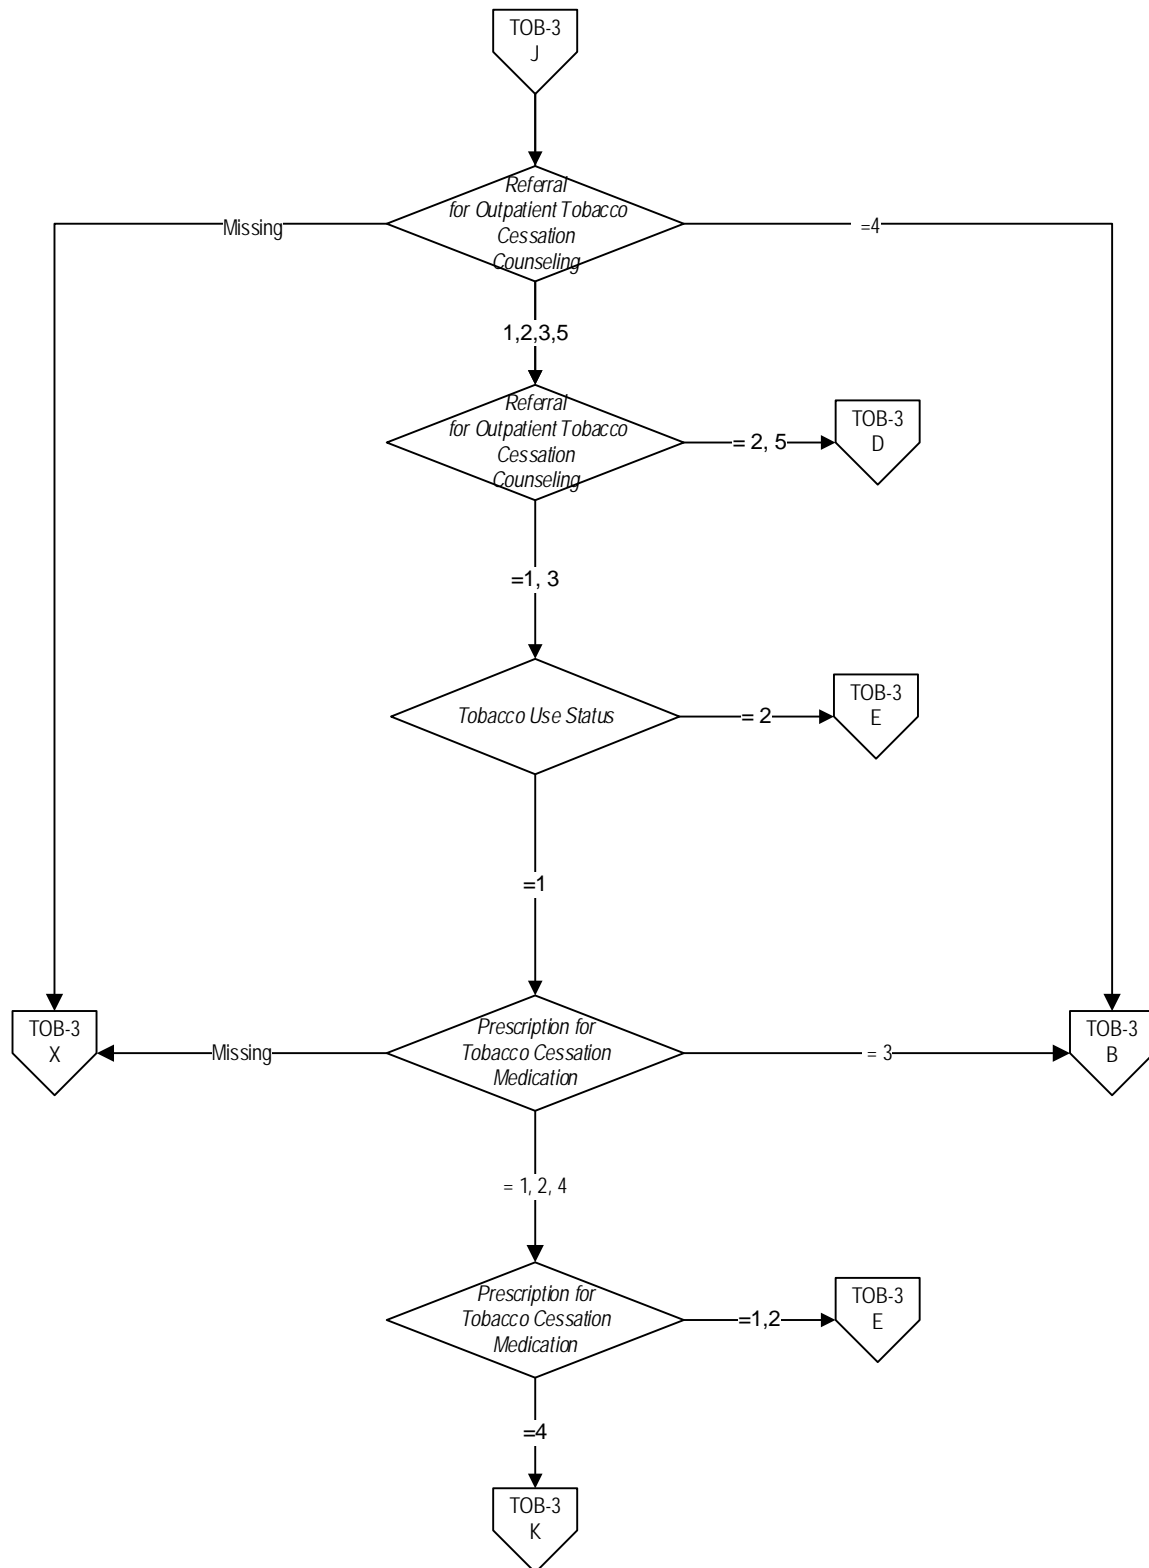 TOB-3
J
Referral
for Outpatient Tobacco
Cessation
Counseling
Missing
=4
1,2,3,5
Referral
for Outpatient Tobacco
Cessation
Counseling
= 2, 5
TOB-3
D
=1, 3
Tobacco Use Status
= 2
TOB-3
E
=1
TOB-3
X
Missing
Prescription for
Tobacco Cessation
Medication
= 3
TOB-3
B
= 1, 2, 4
Prescription for
Tobacco Cessation
Medication
=1,2
TOB-3
E
=4
TOB-3
K